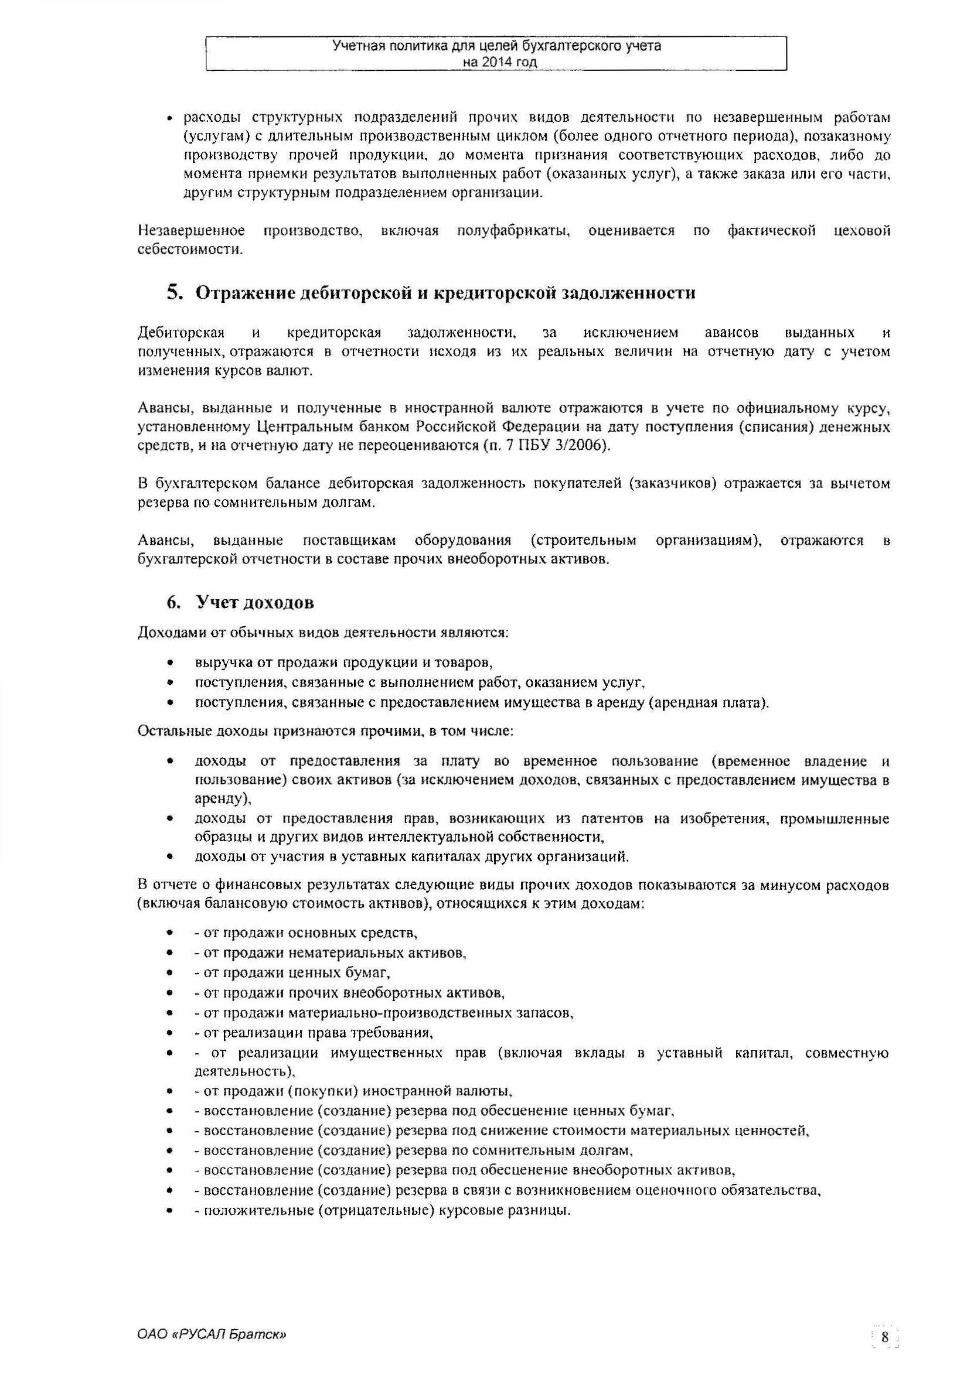 Учетная политика для целей бухгалтерского учета
на 2014 год
• расходы структурных подразделений прочих видов деятельности по незавершенным работам
(услугам) с длительным производственным циклом (более одного отчетного периода), позаказному
производству прочей продукции, до момента признания соответствующих расходов, либо до
момента приемки результатов выполненных работ (оказанных услуг), а также заказа или его части,
другим структурным подразделением организации.
Незавершенное производство, включая полуфабрикаты, оценивается по фактической цеховой
себестоимости.
5. Отражение дебиторской и кредиторской задолженности
Дебиторская и кредиторская задолженности, за исключением авансов выданных и
полученных, отражаются в отчетности исходя из их реальных величин на отчетную дату с учетом
изменения курсов валют.
Авансы, выданные и полученные в иностранной валюте отражаются в учете по официальному курсу,
установленному Центральным банком Российской Федерации на дату поступления (списания) денежных
средств, и на отчетную дату не переоцениваются (п. 7 ПБУ 3/2006).
В бухгалтерском балансе дебиторская задолженность покупателей (заказчиков) отражается за вычетом
резерва по сомнительным долгам.
Авансы, выданные поставщикам оборудования (строительным организациям), отражаются в
бухгалтерской отчетности в составе прочих внеоборотных активов.
6. Учет доходов
Доходами от обычных видов деятельности являются:
• выручка от продажи продукции и товаров,
• поступления, связанные с выполнением работ, оказанием услуг,
• поступления, связанные с предоставлением имущества в аренду (арендная плата).
Остальные доходы признаются прочими, в том числе:
• доходы от предоставления за плату во временное пользование (временное владение и
пользование) своих активов (за исключением доходов, связанных с предоставлением имущества в
аренду),
• доходы от предоставления прав, возникающих из патентов на изобретения, промышленные
образцы и других видов интеллектуальной собственности,
• доходы от участия в уставных капиталах других организаций.
В отчете о финансовых результатах следующие виды прочих доходов показываются за минусом расходов
(включая балансовую стоимость активов), относящихся к этим доходам:
• - от продажи основных средств,
• - от продажи нематериальных активов,
• - от продажи ценных бумаг,
• - от продажи прочих внеоборотных активов,
• - от продажи материально-производственных запасов,
• - от реализации права требования,
• - от реализации имущественных прав (включая вклады в уставный капитал, совместную
деятельность),
• - от продажи (покупки) иностранной валюты,
• - восстановление (создание) резерва под обесценение ценных бумаг,
• - восстановление (создание) резерва под снижение стоимости материальных ценностей,
• - восстановление (создание) резерва по сомнительным долгам,
• - восстановление (создание) резерва под обесценение внеоборотных активов,
• - восстановление (создание) резерва в связи с возникновением оценочного обязательства,
• - положительные (отрицательные) курсовые разницы.
ОАО «РУСАЛ Братск»
8